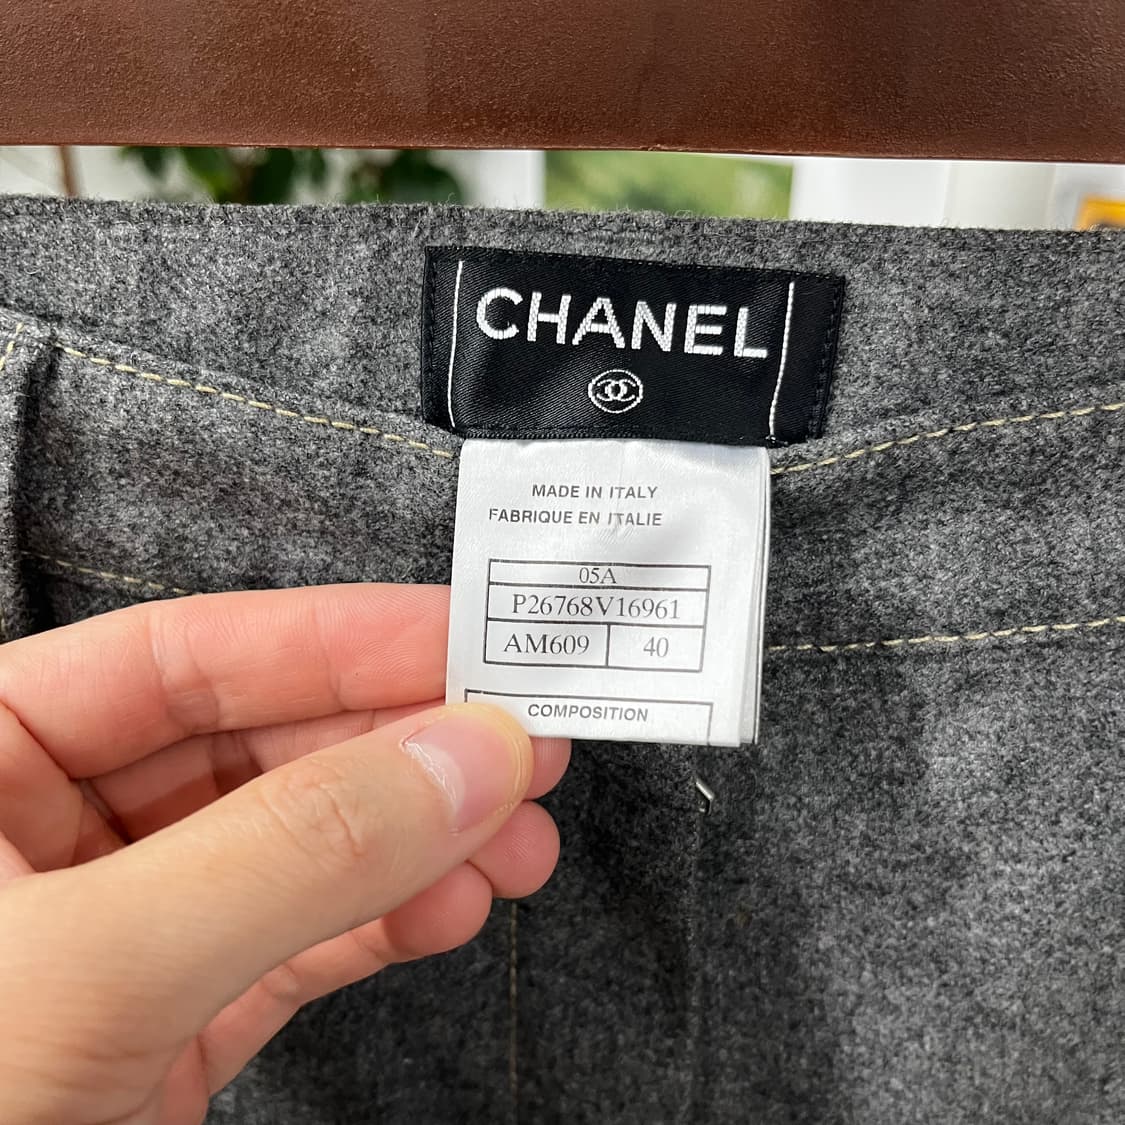 CHANEL
MADE IN ITALY
FABRIQUE EN ITALIE
05A
P26768V16961
AM609 40
COMPOSITION